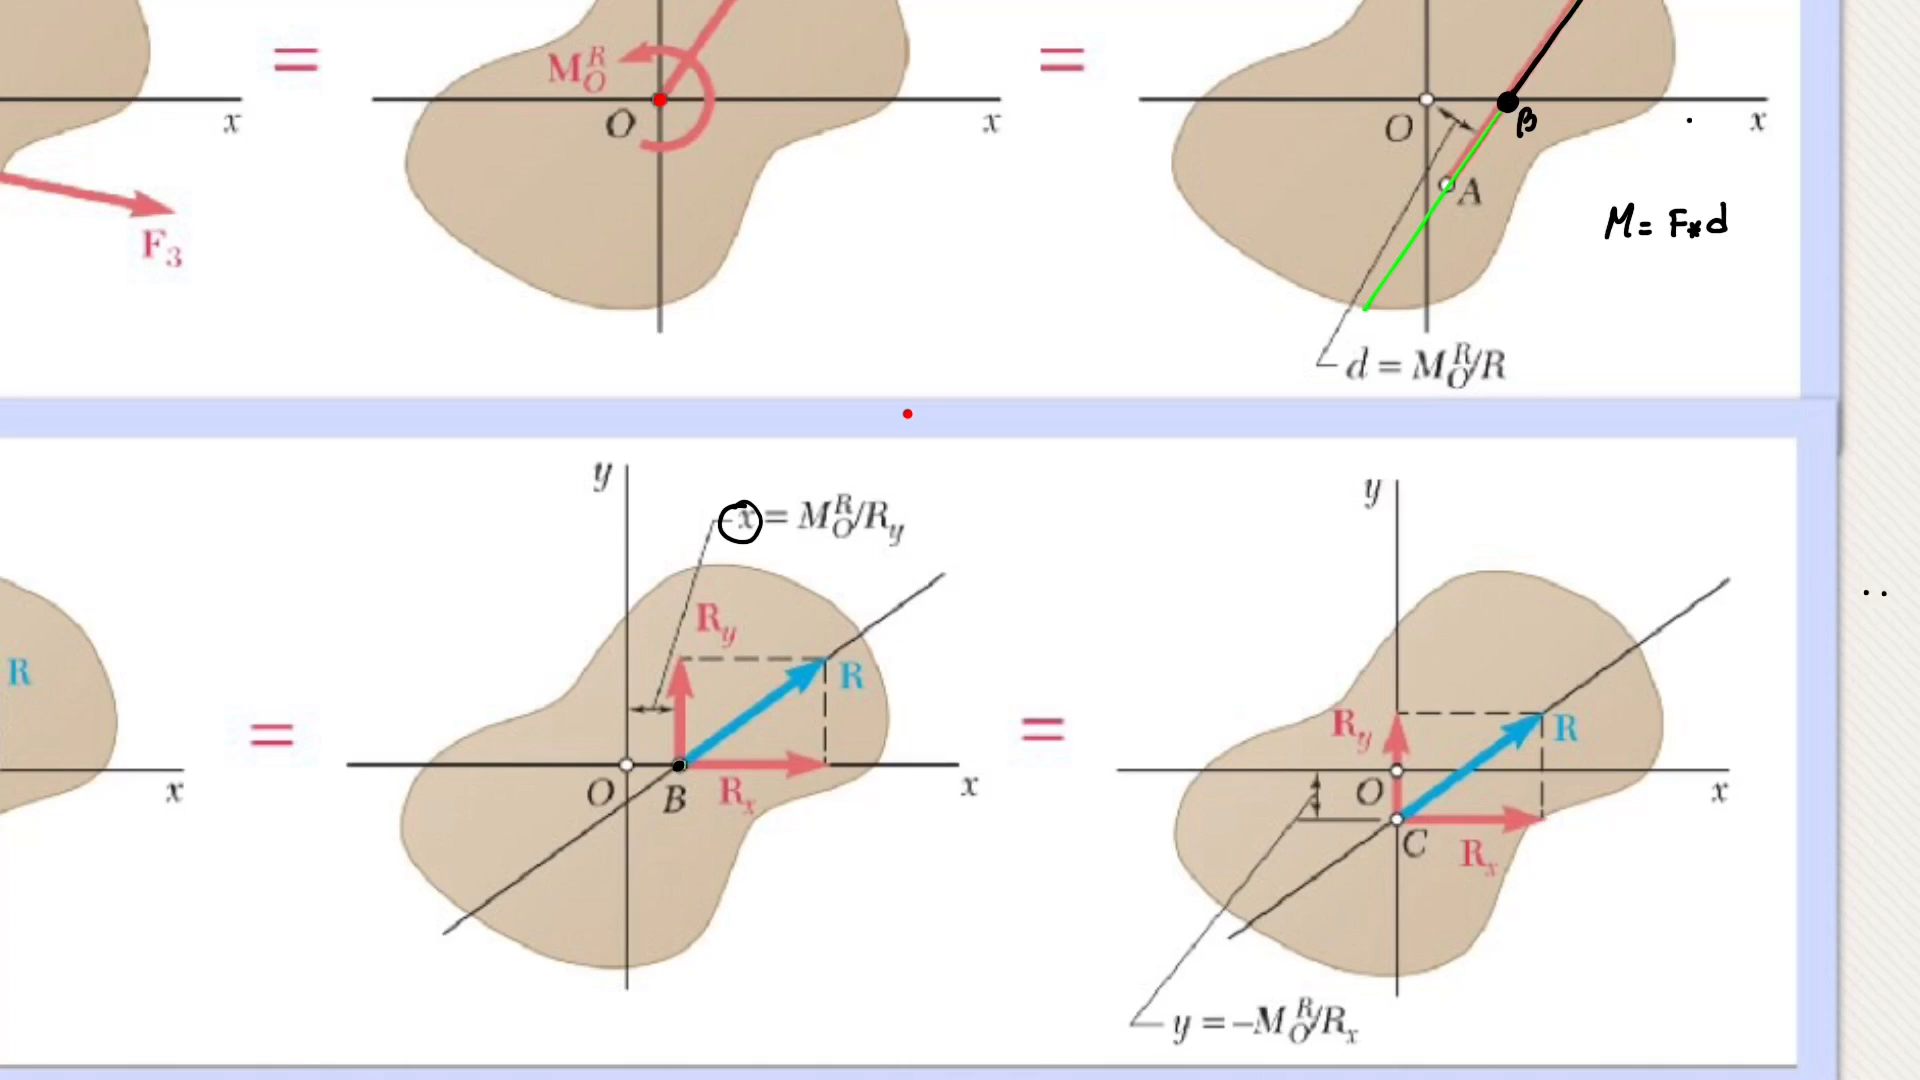 =
M_O^R
O
x
x
F₃
=
O
A
β
x
M = F*d
d = M_O^R/R
y
x = M_O^R/R_y
R
x
=
R_y
R
O
B
R_x
x
=
y
R_y
R
O
x
C
R_x
y = –M_O^R/R_x